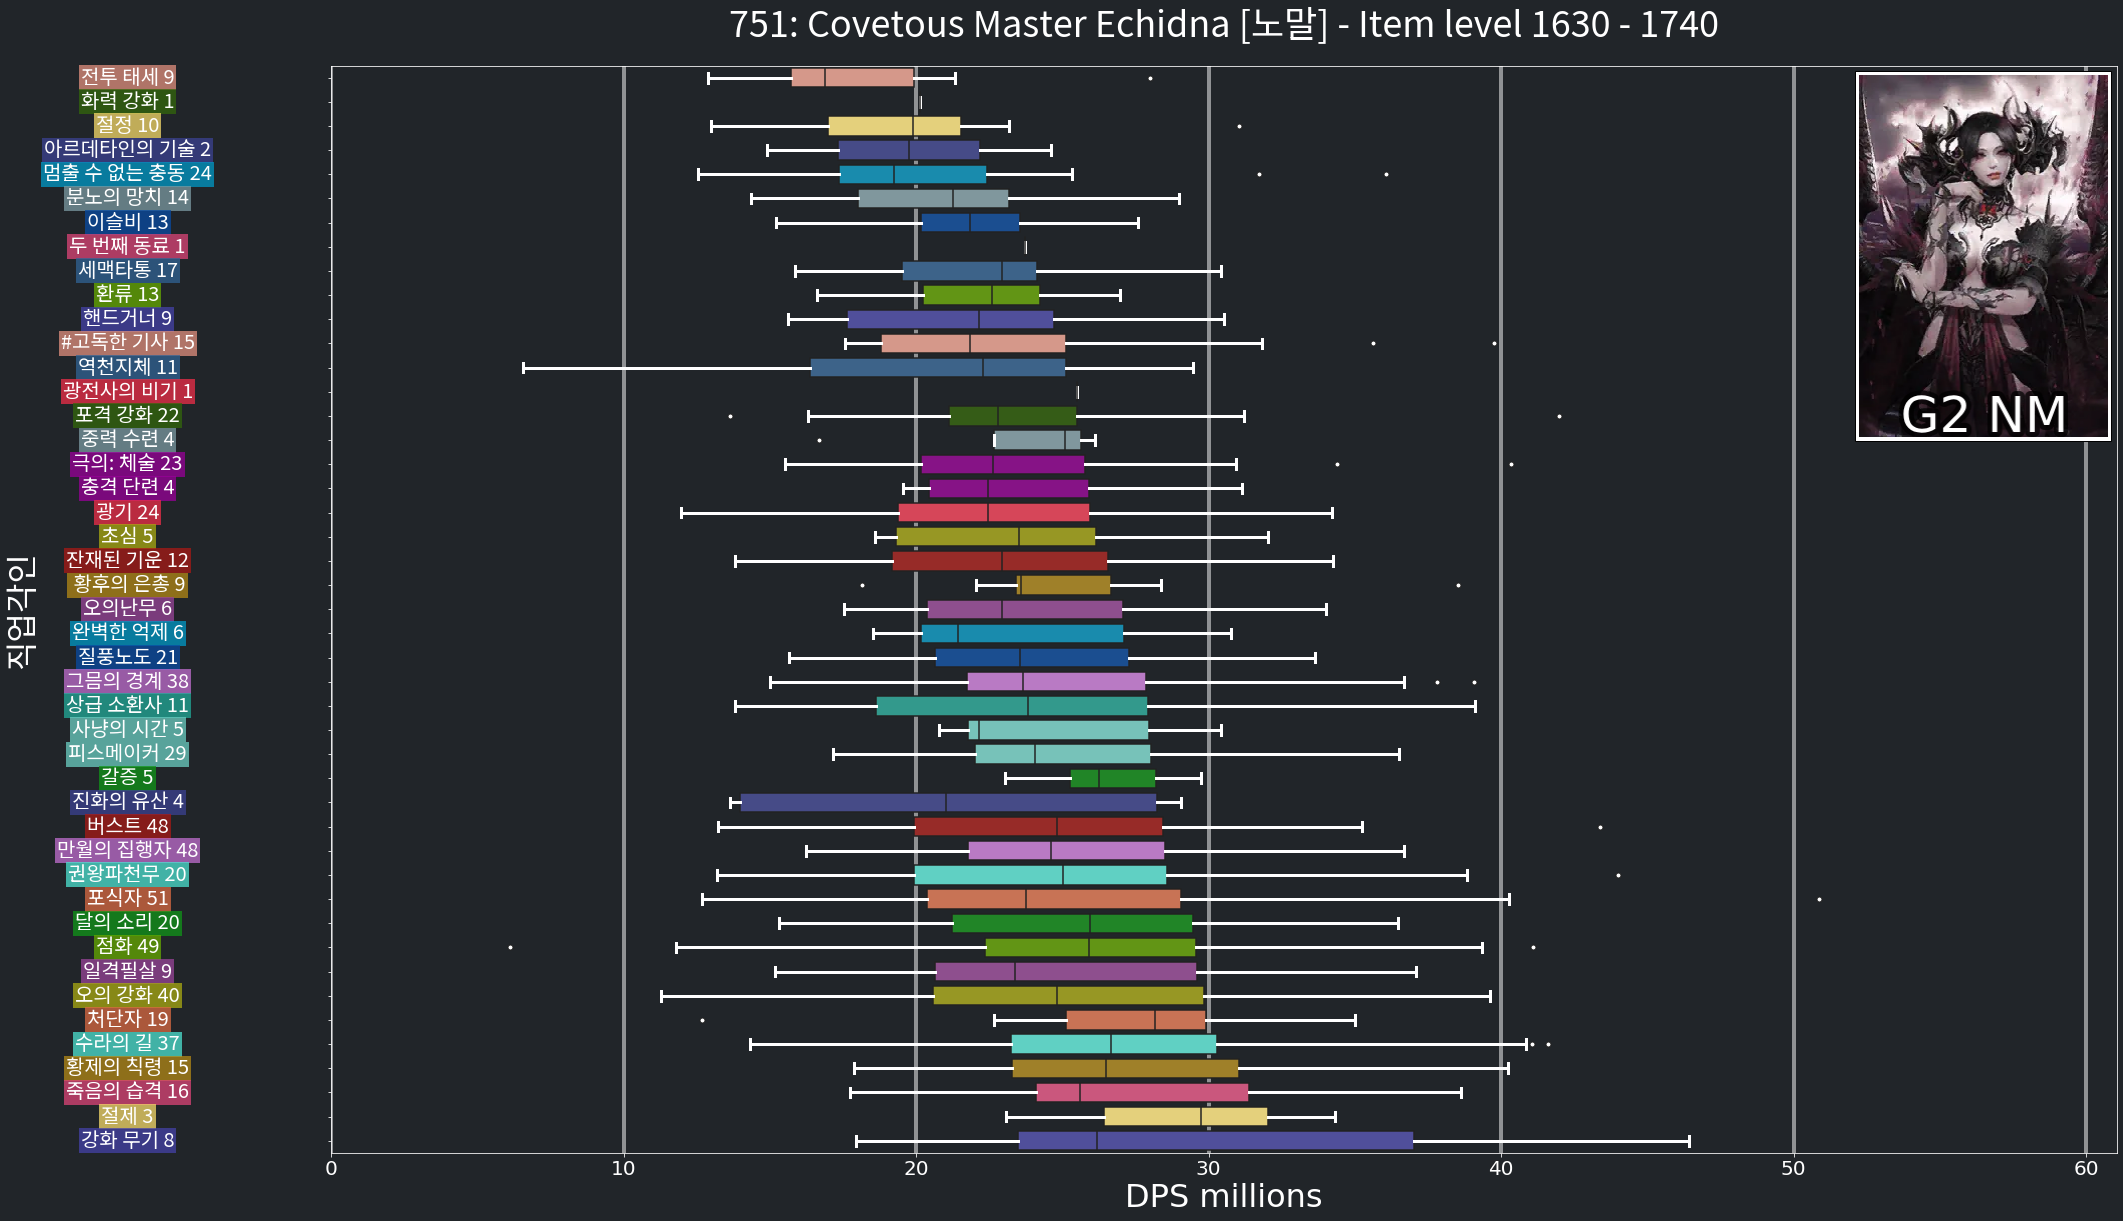 751: Covetous Master Echidna [노말] - Item level 1630 - 1740
전투 태세 9
화력 강화 1
절정 10
아르데타인의 기술 2
멈출 수 없는 충동 24
분노의 망치 14
이슬비 13
두 번째 동료 1
세맥타통 17
환류 13
핸드거너 9
#고독한 기사 15
역천지체 11
광전사의 비기 1
포격 강화 22
중력 수련 4
극의: 체술 23
충격 단련 4
광기 24
초심 5
잔재된 기운 12
황후의 은총 9
오의난무 6
완벽한 억제 6
질풍노도 21
그믐의 경계 38
상급 소환사 11
사냥의 시간 5
피스메이커 29
갈증 5
진화의 유산 4
버스트 48
만월의 집행자 48
권왕파천무 20
포식자 51
달의 소리 20
점화 49
일격필살 9
오의 강화 40
처단자 19
수라의 길 37
황제의 칙령 15
죽음의 습격 16
절제 3
강화 무기 8
직업각인
G2 NM
0 10 20 30 40 50 60
DPS millions